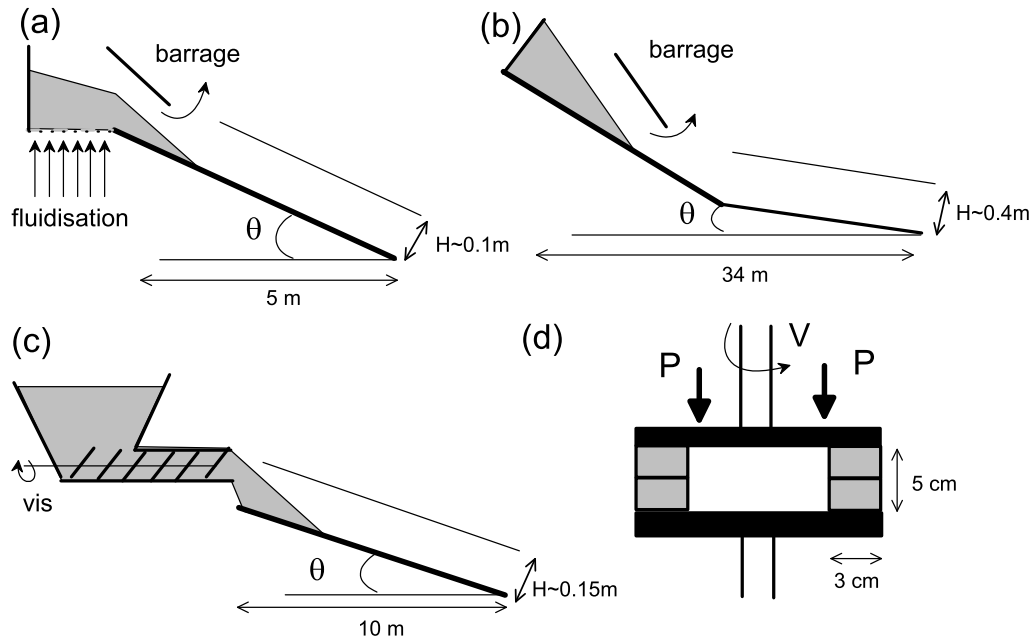 (a)
barrage
fluidisation
θ
H~0.1m
5 m
(b)
barrage
θ
H~0.4m
34 m
(c)
vis
θ
H~0.15m
10 m
(d)
V
P
P
5 cm
3 cm